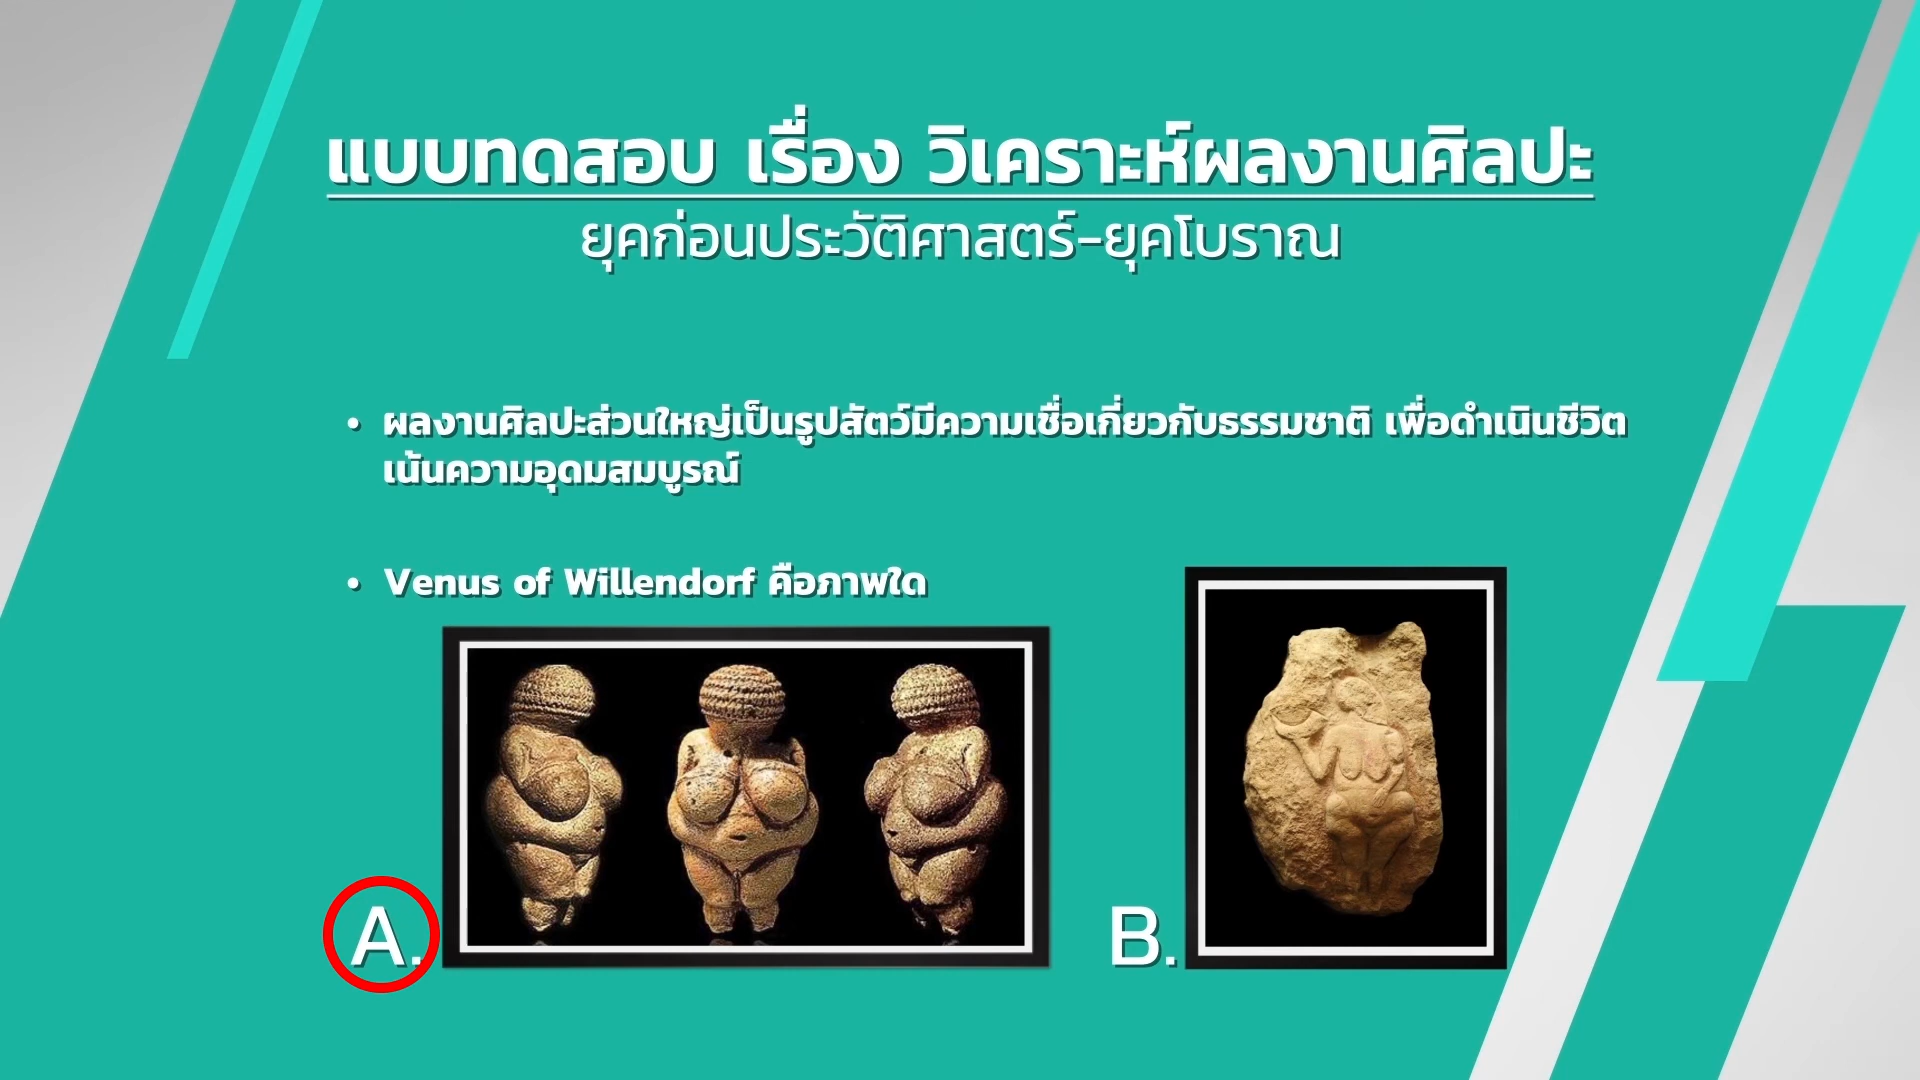 แบบทดสอบ เรื่อง วิเคราะห์ผลงานศิลปะ
ยุคก่อนประวัติศาสตร์-ยุคโบราณ
• ผลงานศิลปะส่วนใหญ่เป็นรูปสัตว์มีความเชื่อเกี่ยวกับธรรมชาติ เพื่อดำเนินชีวิต
เน้นความอุดมสมบูรณ์
• Venus of Willendorf คือภาพใด
A.
B.